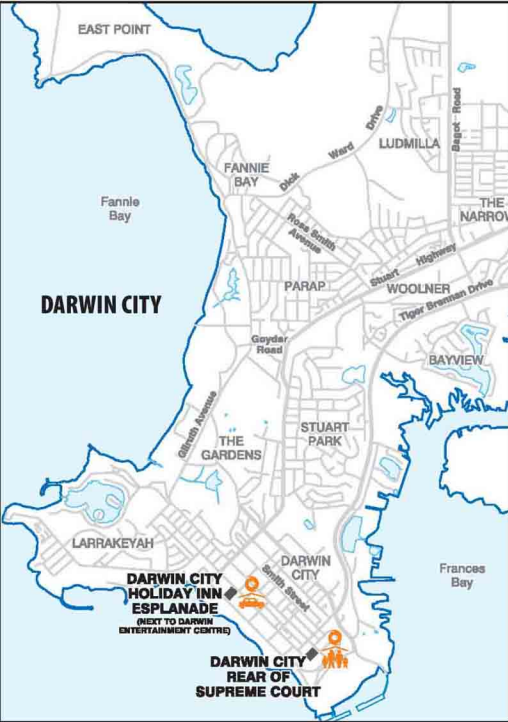 EAST POINT
Dick Ward Drive
LUDMILLA
Bagot Road
FANNIE
BAY
Fannie
Bay
THE
NARROW
Ross Smith
Avenue
Stuart Highway
PARAP
WOOLNER
Tiger Brennan Drive
DARWIN CITY
Goyder
Road
BAYVIEW
Gilruth Avenue
STUART
PARK
THE
GARDENS
LARRAKEYAH
DARWIN
CITY
Frances
Bay
Smith Street
DARWIN CITY
HOLIDAY INN
ESPLANADE
(NEXT TO DARWIN
ENTERTAINMENT CENTRE)
DARWIN CITY
REAR OF
SUPREME COURT